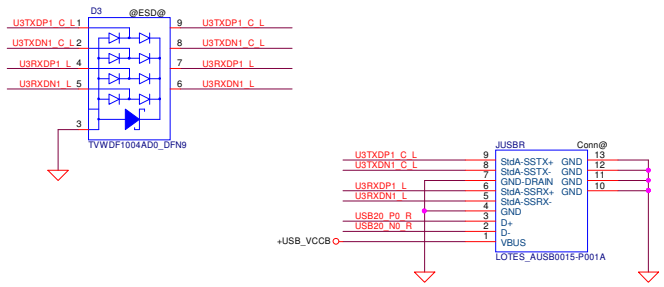 D3 @ESD@
U3TXDP1_C_L 1 9 U3TXDP1_C_L
U3TXDN1_C_L 2 8 U3TXDN1_C_L
U3RXDP1_L 4 7 U3RXDP1_L
U3RXDN1_L 5 6 U3RXDN1_L
3
TVWDF1004AD0_DFN9
JUSBR Conn@
U3TXDP1_C_L 9 StdA-SSTX+ GND 13
U3TXDN1_C_L 8 StdA-SSTX- GND 12
7 GND-DRAIN GND 11
U3RXDP1_L 6 StdA-SSRX+ GND 10
U3RXDN1_L 5 StdA-SSRX-
4 GND
USB20_P0_R 3 D+
USB20_N0_R 2 D-
+USB_VCCB 1 VBUS
LOTES_AUSB0015-P001A